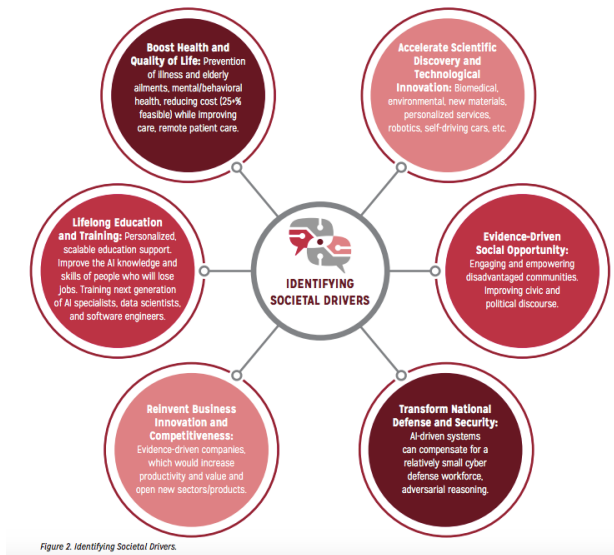 Boost Health and
Quality of Life: Prevention
of illness and elderly
ailments, mental/behavioral
health, reducing cost (25+%
feasible) while improving
care, remote patient care.
Accelerate Scientific
Discovery and
Technological
Innovation: Biomedical,
environmental, new materials,
personalized services,
robotics, self-driving cars, etc.
Lifelong Education
and Training: Personalized,
scalable education support.
Improve the AI knowledge and
skills of people who will lose
jobs. Training next generation
of AI specialists, data scientists,
and software engineers.
IDENTIFYING
SOCIETAL DRIVERS
Evidence-Driven
Social Opportunity:
Engaging and empowering
disadvantaged communities.
Improving civic and
political discourse.
Reinvent Business
Innovation and
Competitiveness:
Evidence-driven companies,
which would increase
productivity and value and
open new sectors/products.
Transform National
Defense and Security:
AI-driven systems
can compensate for a
relatively small cyber
defense workforce,
adversarial reasoning.
Figure 2. Identifying Societal Drivers.